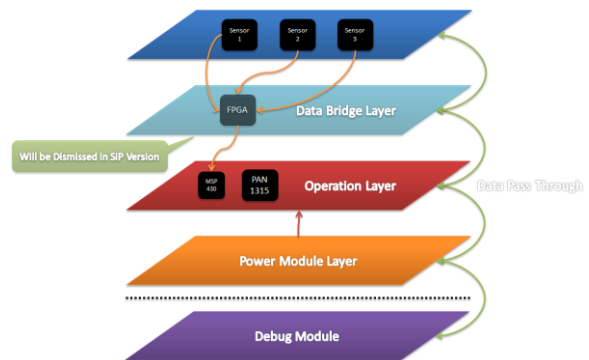 Sensor
1
Sensor
2
Sensor
3
FPGA
Data Bridge Layer
Will be Dismissed in SIP Version
MSP
430
PAN
1315
Operation Layer
Data Pass Through
Power Module Layer
Debug Module